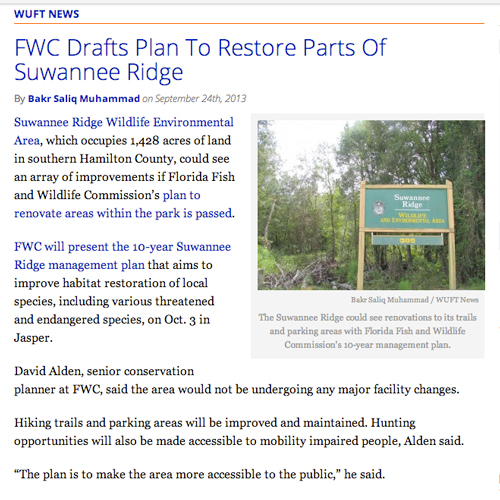 WUFT NEWS
FWC Drafts Plan To Restore Parts Of
Suwannee Ridge
By Bakr Saliq Muhammad on September 24th, 2013
Suwannee Ridge Wildlife Environmental
Area, which occupies 1,428 acres of land
in southern Hamilton County, could see
an array of improvements if Florida Fish
and Wildlife Commission's plan to
renovate areas within the park is passed.
FWC will present the 10-year Suwannee
Ridge management plan that aims to
improve habitat restoration of local
species, including various threatened
and endangered species, on Oct. 3 in
Jasper.
Suwannee
Ridge
WILDLIFE
AND ENVIRONMENTAL AREA
Bakr Saliq Muhammad / WUFT News
The Suwannee Ridge could see renovations to its trails
and parking areas with Florida Fish and Wildlife
Commission's 10-year management plan.
David Alden, senior conservation
planner at FWC, said the area would not be undergoing any major facility changes.
Hiking trails and parking areas will be improved and maintained. Hunting
opportunities will also be made accessible to mobility impaired people, Alden said.
“The plan is to make the area more accessible to the public,” he said.